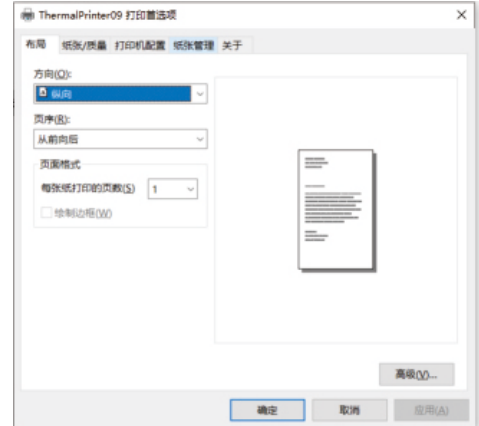 ThermalPrinter09 打印首选项
布局 纸张/质量 打印机配置 纸张管理 关于
方向(O):
纵向
页序(R):
从前向后
页面格式
每张纸打印的页数(S) 1
绘制边框(W)
高级(V)...
确定 取消 应用(A)